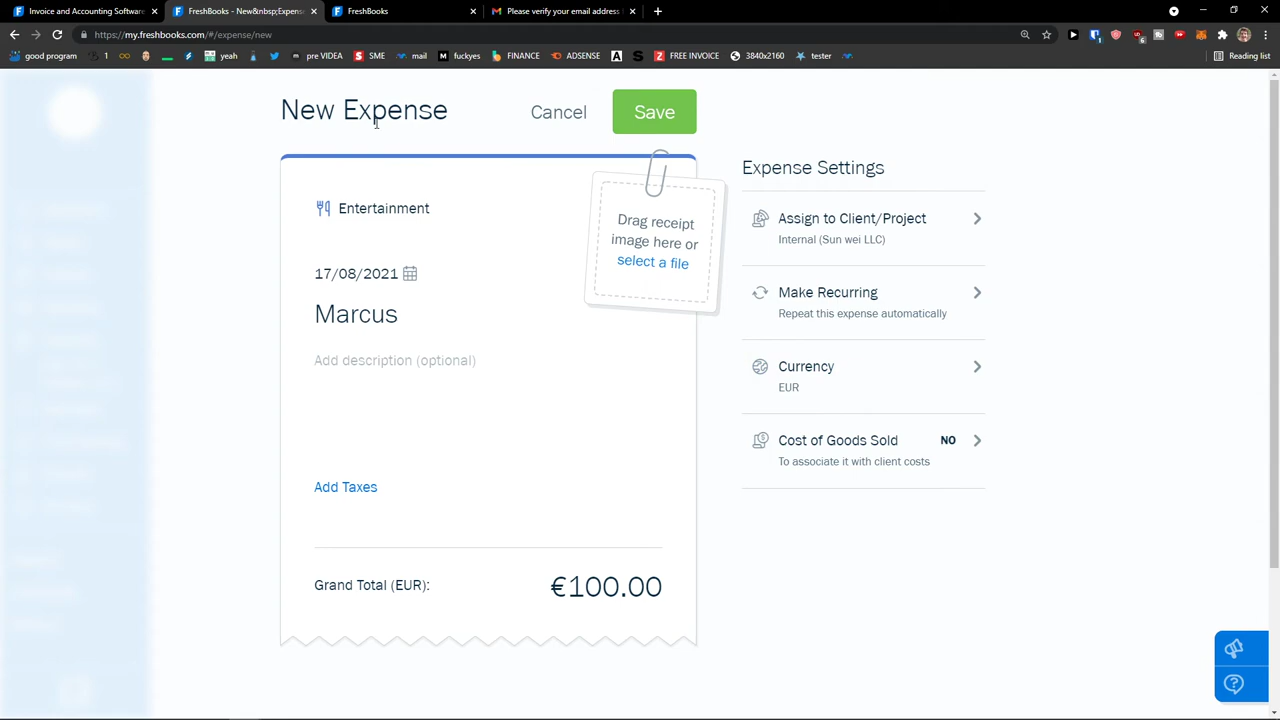 Invoice and Accounting Software
FreshBooks - New&nbsp;Expense
FreshBooks
Please verify your email address
https://my.freshbooks.com/#/expense/new
good program
1
yeah
pre VIDEA
SME
mail
fuckyes
FINANCE
ADSENSE
FREE INVOICE
3840x2160
tester
Reading list
New Expense
Cancel
Save
Entertainment
Drag receipt
image here or
select a file
17/08/2021
Marcus
Add description (optional)
Add Taxes
Grand Total (EUR):
€100.00
Expense Settings
Assign to Client/Project
Internal (Sun wei LLC)
Make Recurring
Repeat this expense automatically
Currency
EUR
Cost of Goods Sold
NO
To associate it with client costs